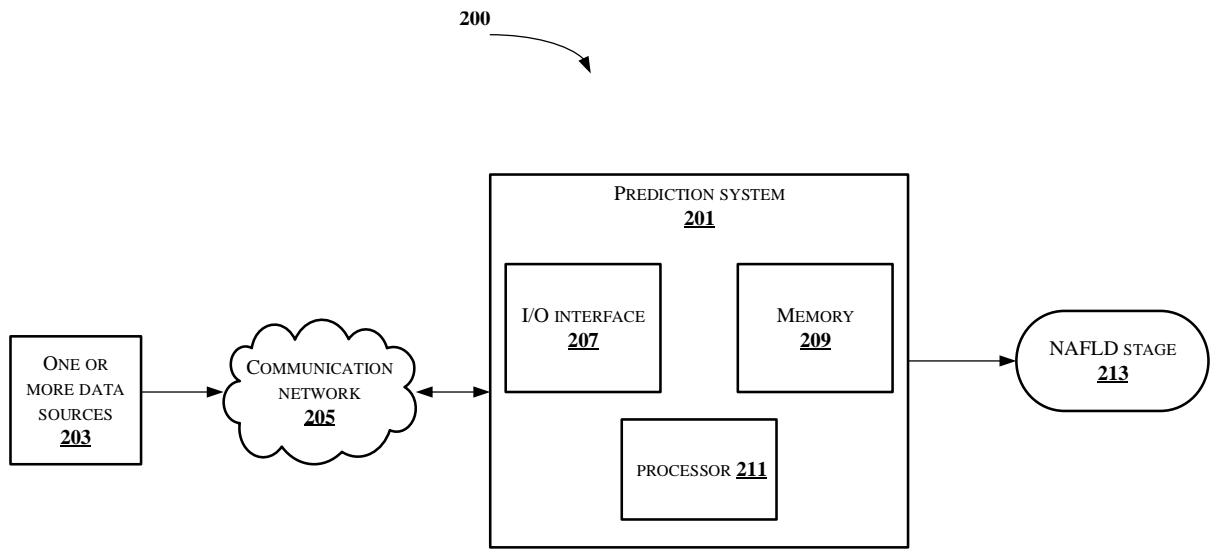 200
PREDICTION SYSTEM
201
I/O INTERFACE
207
MEMORY
209
PROCESSOR 211
ONE OR
MORE DATA
SOURCES
203
COMMUNICATION
NETWORK
205
NAFLD STAGE
213